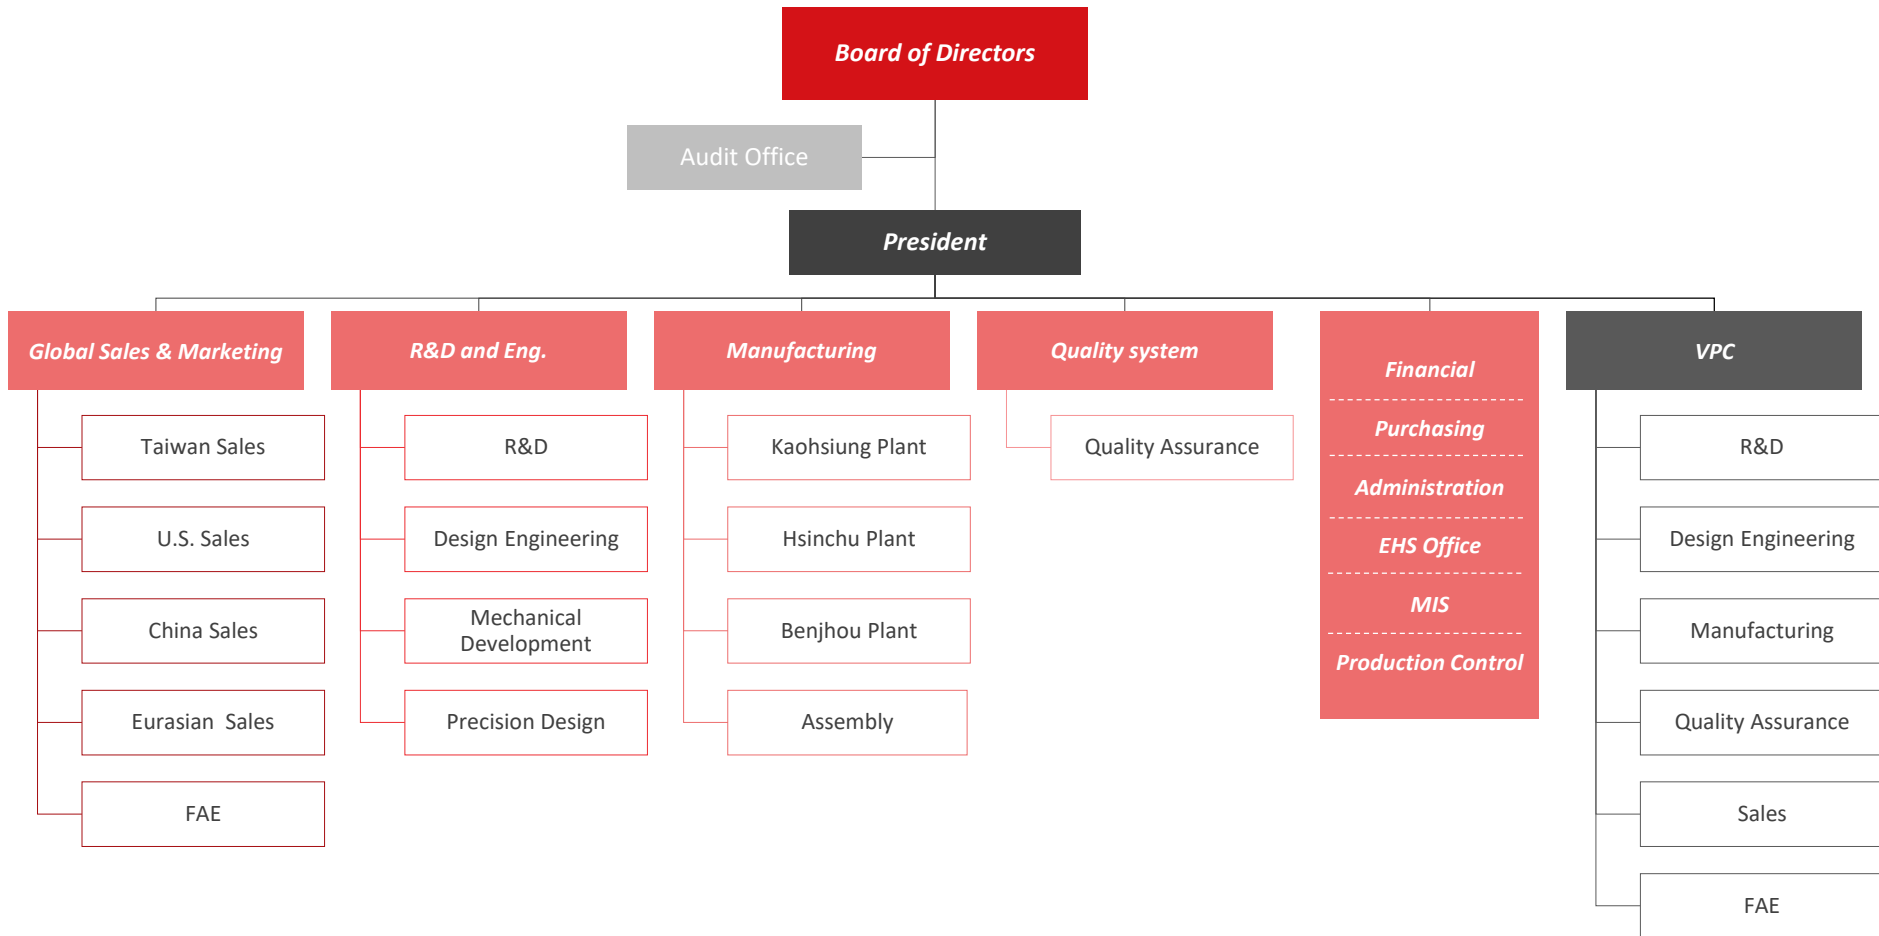 Board of Directors
Audit Office
President
Global Sales & Marketing
Taiwan Sales
U.S. Sales
China Sales
Eurasian  Sales
FAE
R&D and Eng.
R&D
Design Engineering
Mechanical
Development
Precision Design
Manufacturing
Kaohsiung Plant
Hsinchu Plant
Benjhou Plant
Assembly
Quality system
Quality Assurance
Financial
Purchasing
Administration
EHS Office
MIS
Production Control
VPC
R&D
Design Engineering
Manufacturing
Quality Assurance
Sales
FAE